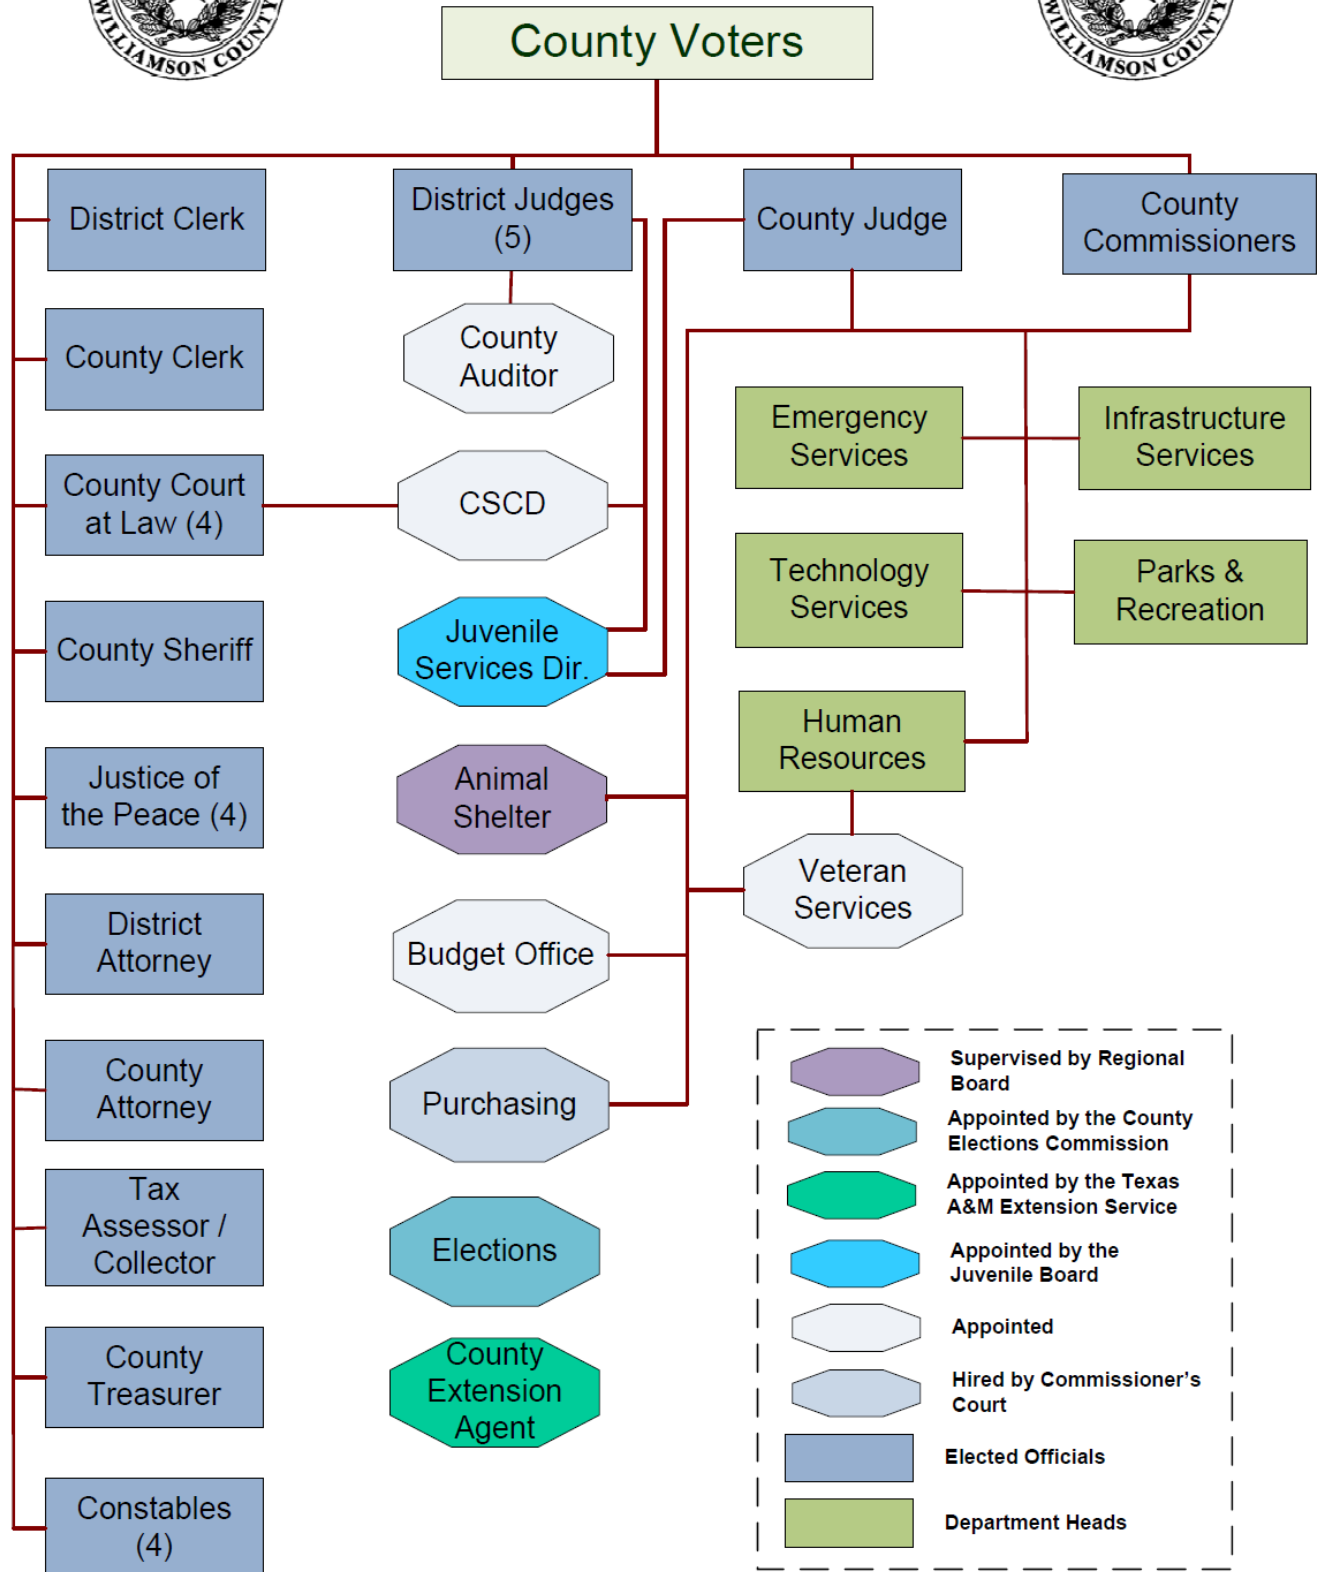 WILLIAMSON COUNTY
WILLIAMSON COUNTY
County Voters
District Clerk
District Judges
(5)
County Judge
County
Commissioners
County Clerk
County
Auditor
Emergency
Services
Infrastructure
Services
County Court
at Law (4)
CSCD
Technology
Services
Parks &
Recreation
County Sheriff
Juvenile
Services Dir.
Human
Resources
Justice of
the Peace (4)
Animal
Shelter
Veteran
Services
District
Attorney
Budget Office
County
Attorney
Purchasing
Tax
Assessor /
Collector
Elections
County
Treasurer
County
Extension
Agent
Constables
(4)
Supervised by Regional
Board
Appointed by the County
Elections Commission
Appointed by the Texas
A&M Extension Service
Appointed by the
Juvenile Board
Appointed
Hired by Commissioner's
Court
Elected Officials
Department Heads